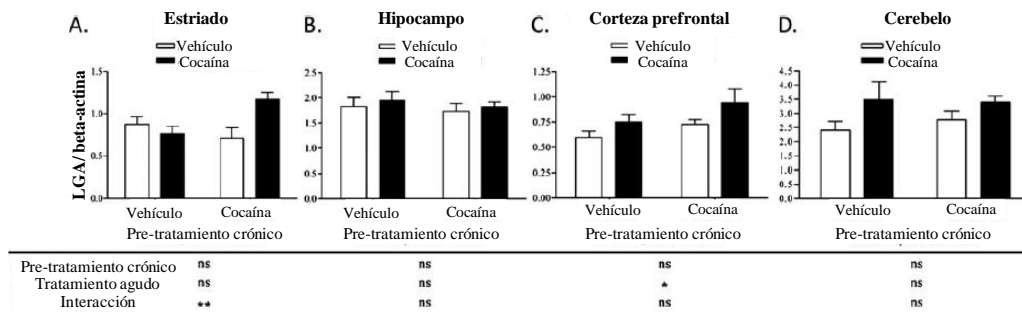 A. Estriado
Vehículo
Cocaína
LGA/ beta-actina
1.5
1.0
0.5
0.0
Vehículo Cocaína
Pre-tratamiento crónico
B. Hipocampo
Vehículo
Cocaína
2.5
2.0
1.5
1.0
0.5
0.0
Vehículo Cocaína
Pre-tratamiento crónico
C. Corteza prefrontal
Vehículo
Cocaína
1.25
1.00
0.75
0.50
0.25
0.00
Vehículo Cocaína
Pre-tratamiento crónico
D. Cerebelo
Vehículo
Cocaína
4.5
4.0
3.5
3.0
2.5
2.0
1.5
1.0
0.5
0.0
Vehículo Cocaína
Pre-tratamiento crónico
Pre-tratamiento crónico ns ns ns ns
Tratamiento agudo ns ns * ns
Interacción ** ns ns ns